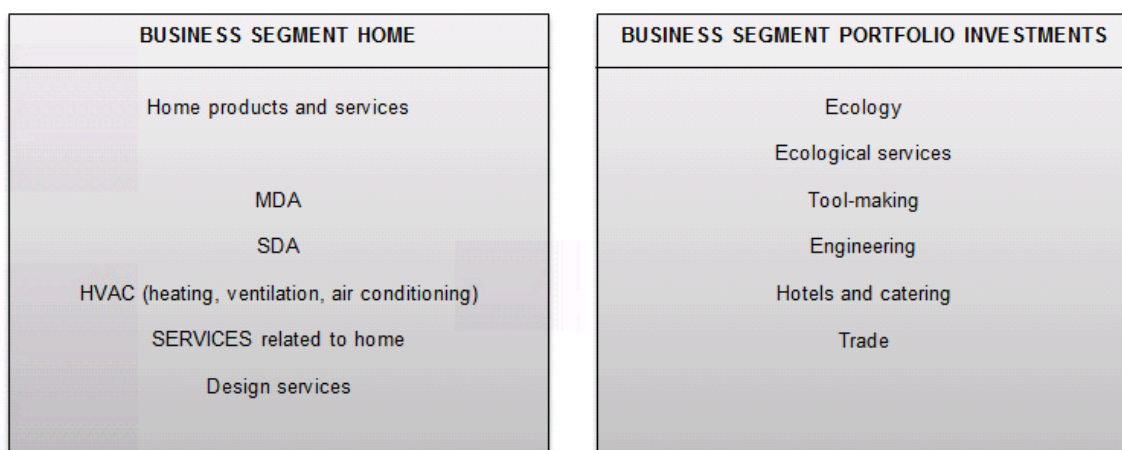 BUSINESS SEGMENT HOME
Home products and services
MDA
SDA
HVAC (heating, ventilation, air conditioning)
SERVICES related to home
Design services
BUSINESS SEGMENT PORTFOLIO INVESTMENTS
Ecology
Ecological services
Tool-making
Engineering
Hotels and catering
Trade